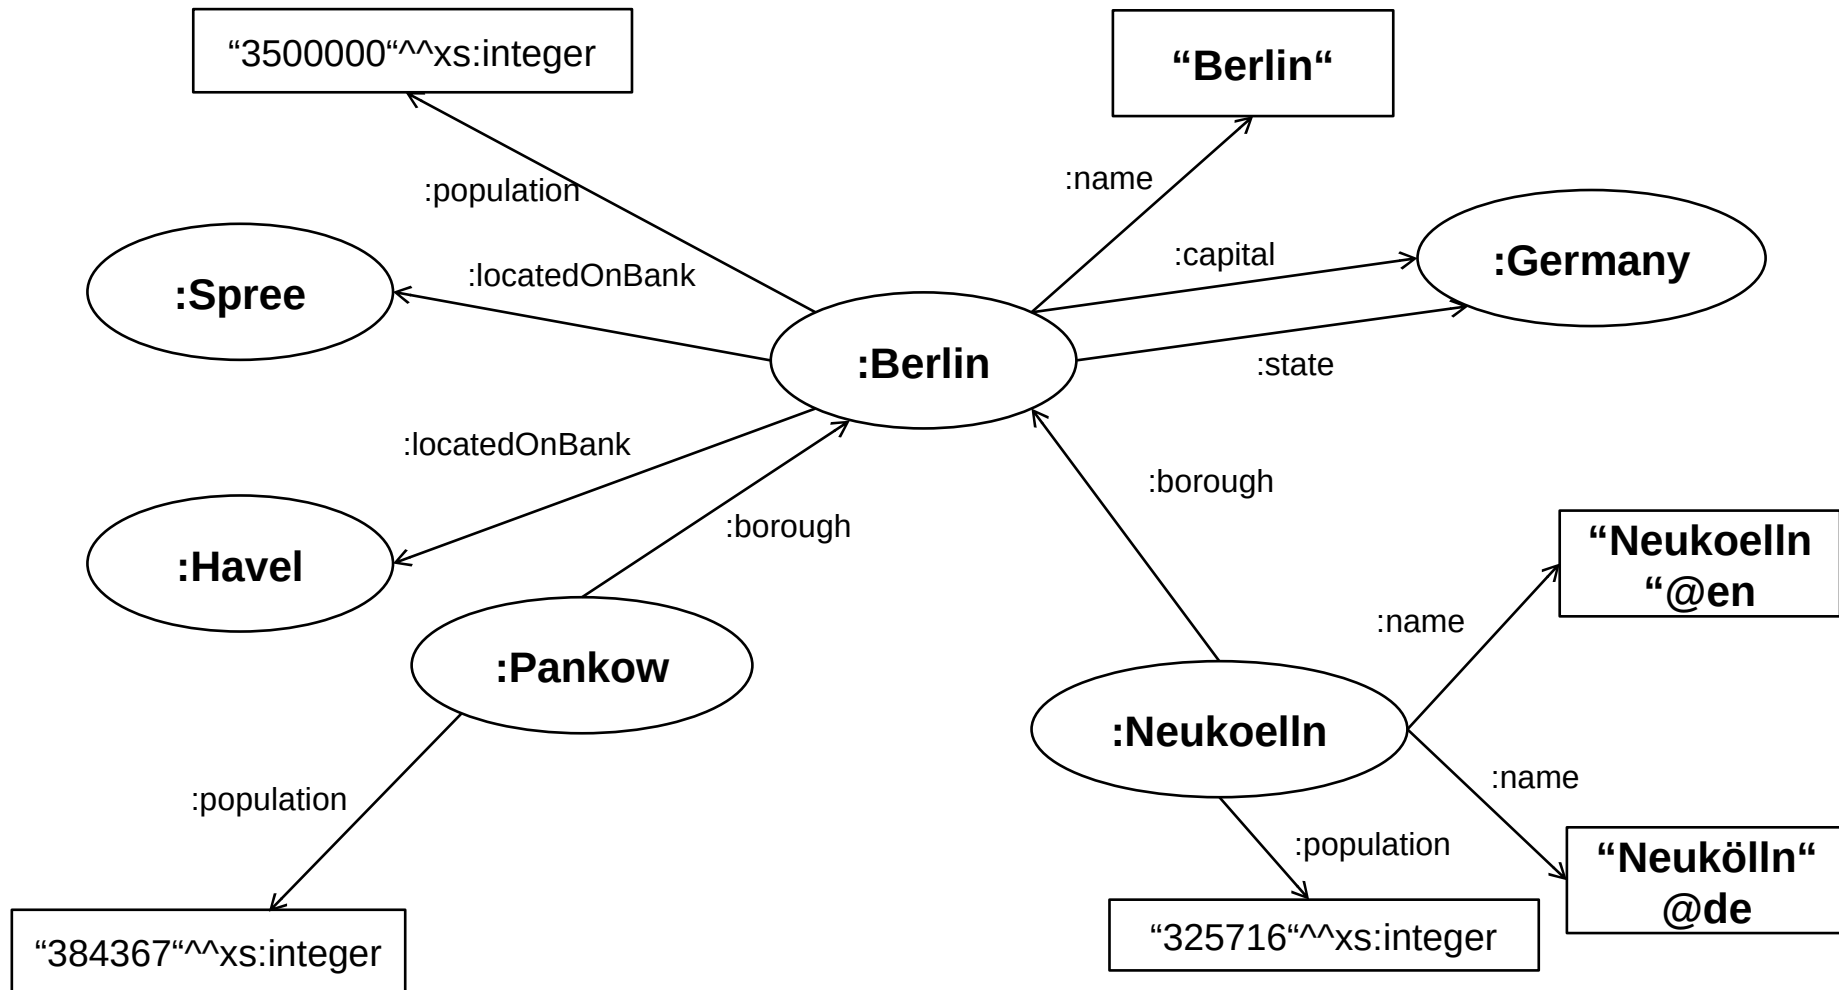 “3500000“^^xs:integer
“Berlin“
:population
:name
:Spree
:locatedOnBank
:capital
:Germany
:Berlin
:state
:locatedOnBank
:borough
:borough
:Havel
“Neukoelln
“@en
:name
:Pankow
:Neukoelln
:population
:name
:population
“Neukölln“
@de
“384367“^^xs:integer
“325716“^^xs:integer